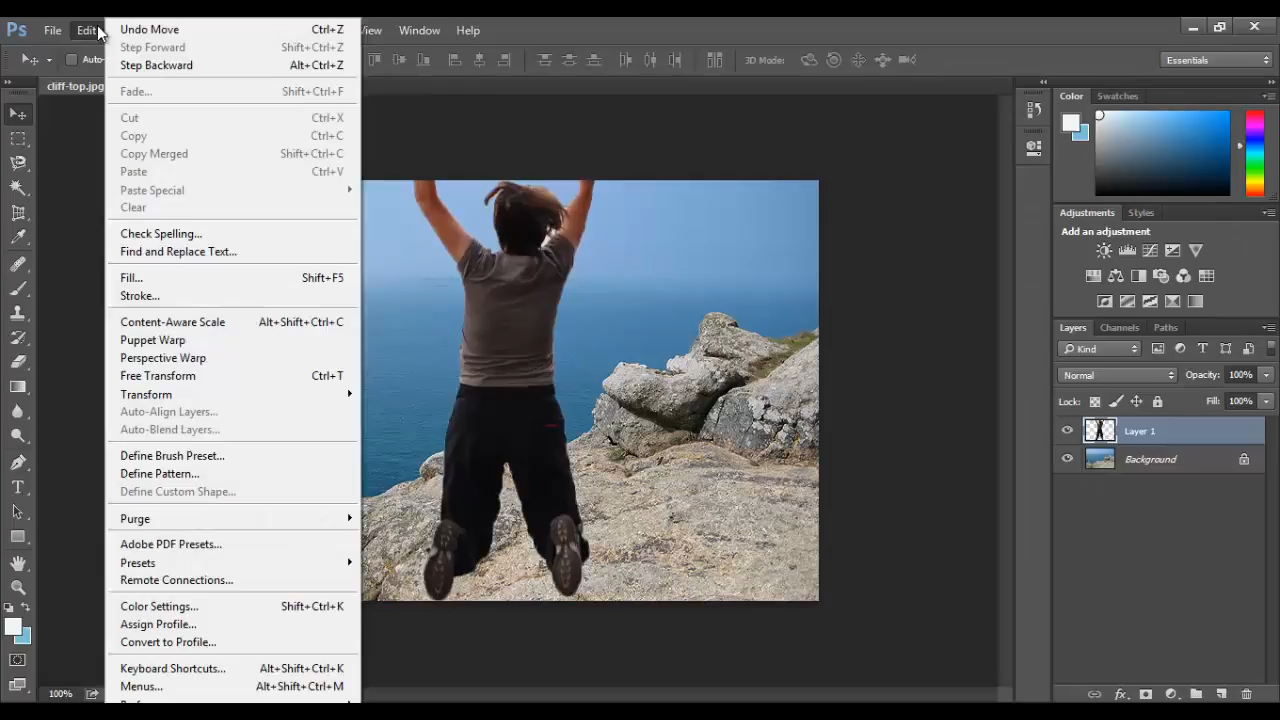 Ps File Edit View Window Help
Undo Move Ctrl+Z
Step Forward Shift+Ctrl+Z
Step Backward Alt+Ctrl+Z
Fade... Shift+Ctrl+F
Cut Ctrl+X
Copy Ctrl+C
Copy Merged Shift+Ctrl+C
Paste Ctrl+V
Paste Special
Clear
Check Spelling...
Find and Replace Text...
Fill... Shift+F5
Stroke...
Content-Aware Scale Alt+Shift+Ctrl+C
Puppet Warp
Perspective Warp
Free Transform Ctrl+T
Transform
Auto-Align Layers...
Auto-Blend Layers...
Define Brush Preset...
Define Pattern...
Define Custom Shape...
Purge
Adobe PDF Presets...
Presets
Remote Connections...
Color Settings... Shift+Ctrl+K
Assign Profile...
Convert to Profile...
Keyboard Shortcuts... Alt+Shift+Ctrl+K
Menus... Alt+Shift+Ctrl+M
Auto-
3D Mode:
Essentials
cliff-top.jpg
Color Swatches
Adjustments Styles
Add an adjustment
Layers Channels Paths
Kind
Normal Opacity: 100%
Lock: Fill: 100%
Layer 1
Background
100%